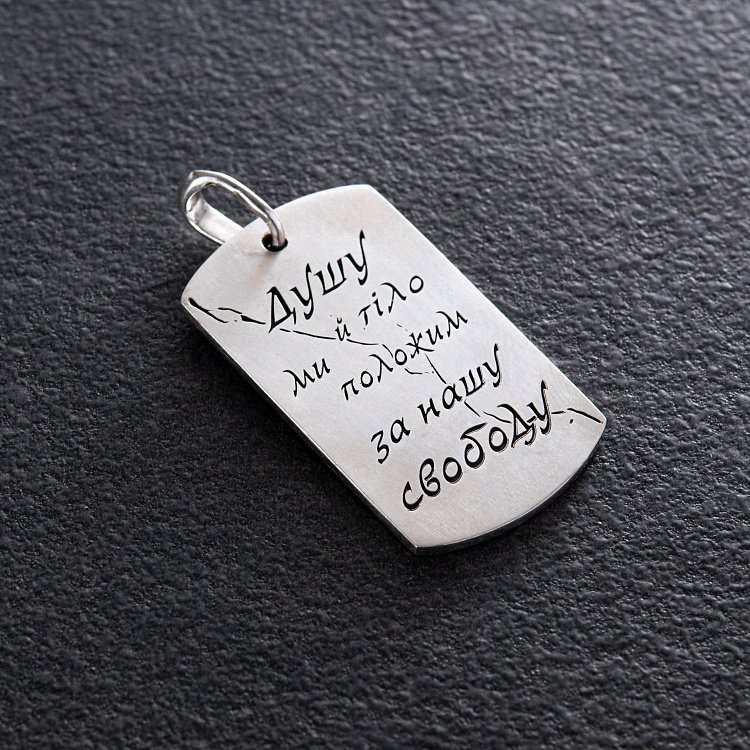 Душу
й тіло
ми положим
за нашу
свободу